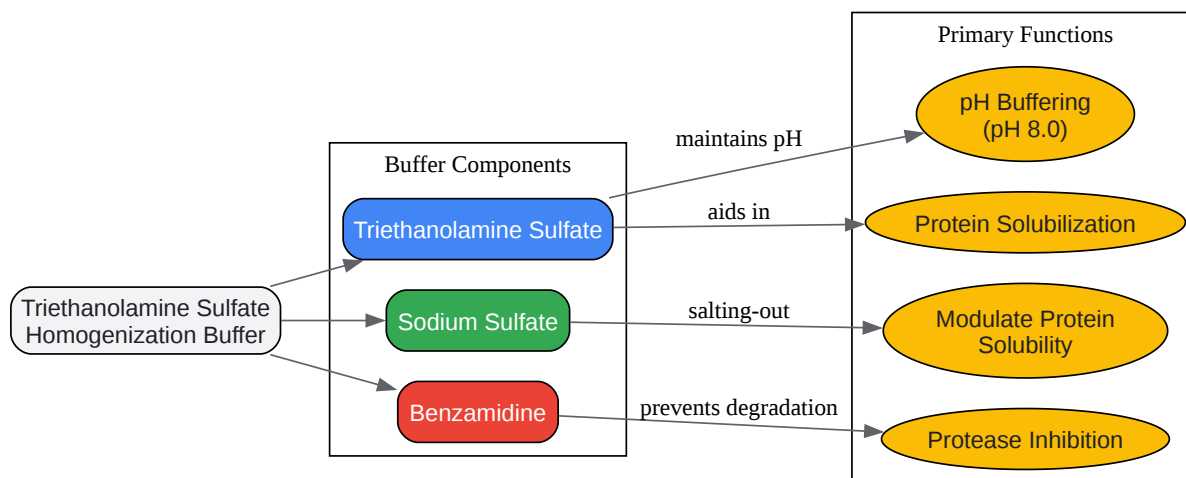 Primary Functions
pH Buffering
(pH 8.0)
maintains pH
Buffer Components
Triethanolamine Sulfate
aids in
Protein Solubilization
Triethanolamine Sulfate
Homogenization Buffer
Sodium Sulfate
salting-out
Modulate Protein
Solubility
Benzamidine
prevents degradation
Protease Inhibition